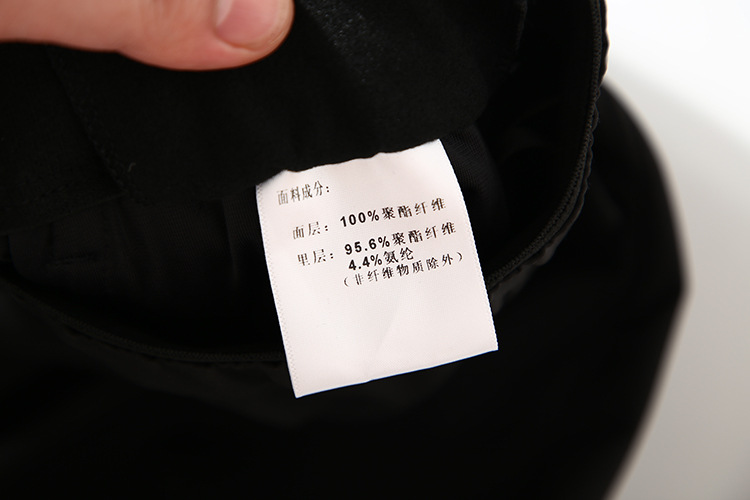 面料成分:
面层: 100%聚酯纤维
里层: 95.6%聚酯纤维
4.4%氨纶
(非纤维物质除外)